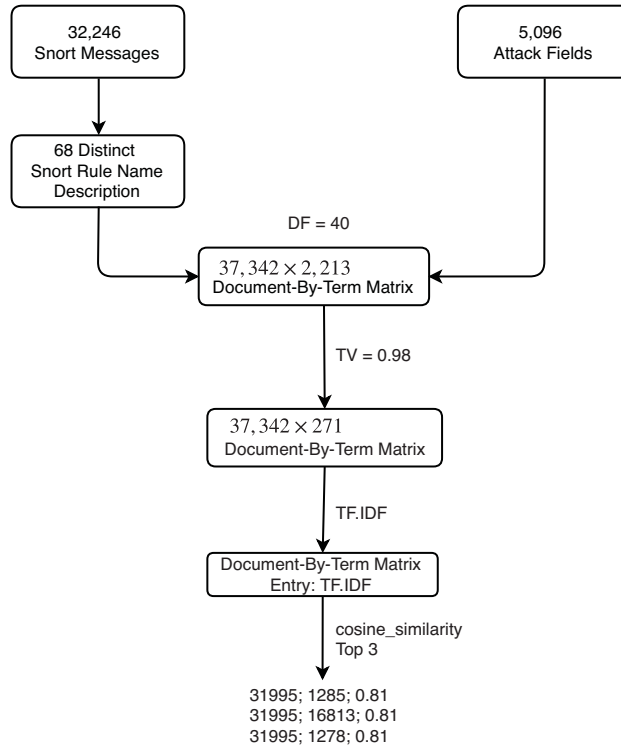 32,246
Snort Messages
5,096
Attack Fields
68 Distinct
Snort Rule Name
Description
DF = 40
37, 342 × 2, 213
Document-By-Term Matrix
TV = 0.98
37, 342 × 271
Document-By-Term Matrix
TF.IDF
Document-By-Term Matrix
Entry: TF.IDF
cosine_similarity
Top 3
31995; 1285; 0.81
31995; 16813; 0.81
31995; 1278; 0.81